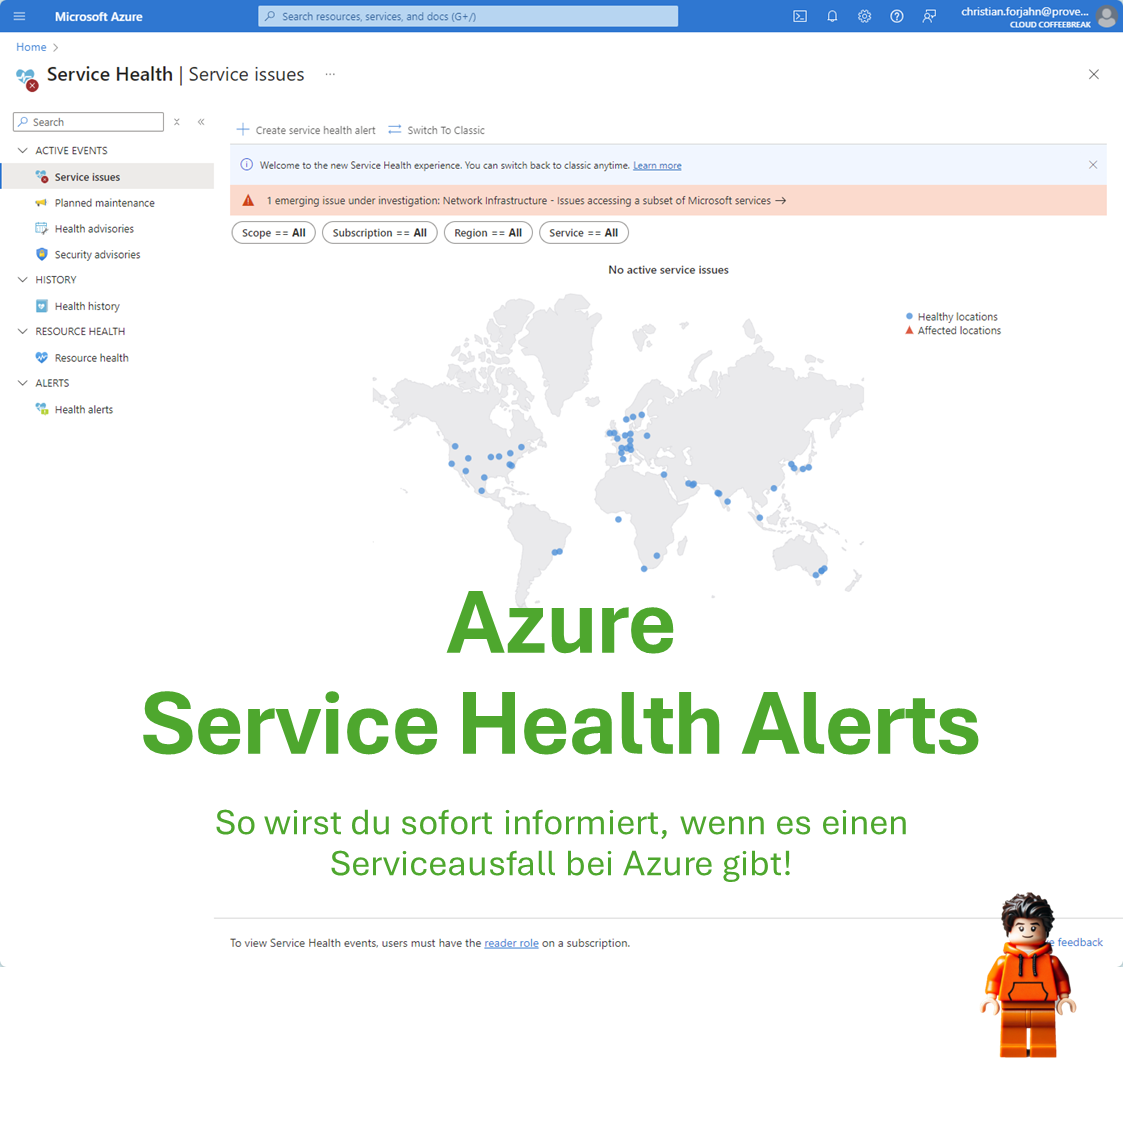 Microsoft Azure
Search resources, services, and docs (G+/)
christian.forjahn@prove...
CLOUD COFFEEBREAK
Home
Service Health | Service issues ...
Search
ACTIVE EVENTS
Service issues
Planned maintenance
Health advisories
Security advisories
HISTORY
Health history
RESOURCE HEALTH
Resource health
ALERTS
Health alerts
Create service health alert Switch To Classic
Welcome to the new Service Health experience. You can switch back to classic anytime. Learn more
1 emerging issue under investigation: Network Infrastructure - Issues accessing a subset of Microsoft services →
Scope == All Subscription == All Region == All Service == All
No active service issues
Healthy locations
Affected locations
Azure
Service Health Alerts
So wirst du sofort informiert, wenn es einen
Serviceausfall bei Azure gibt!
To view Service Health events, users must have the reader role on a subscription.
feedback